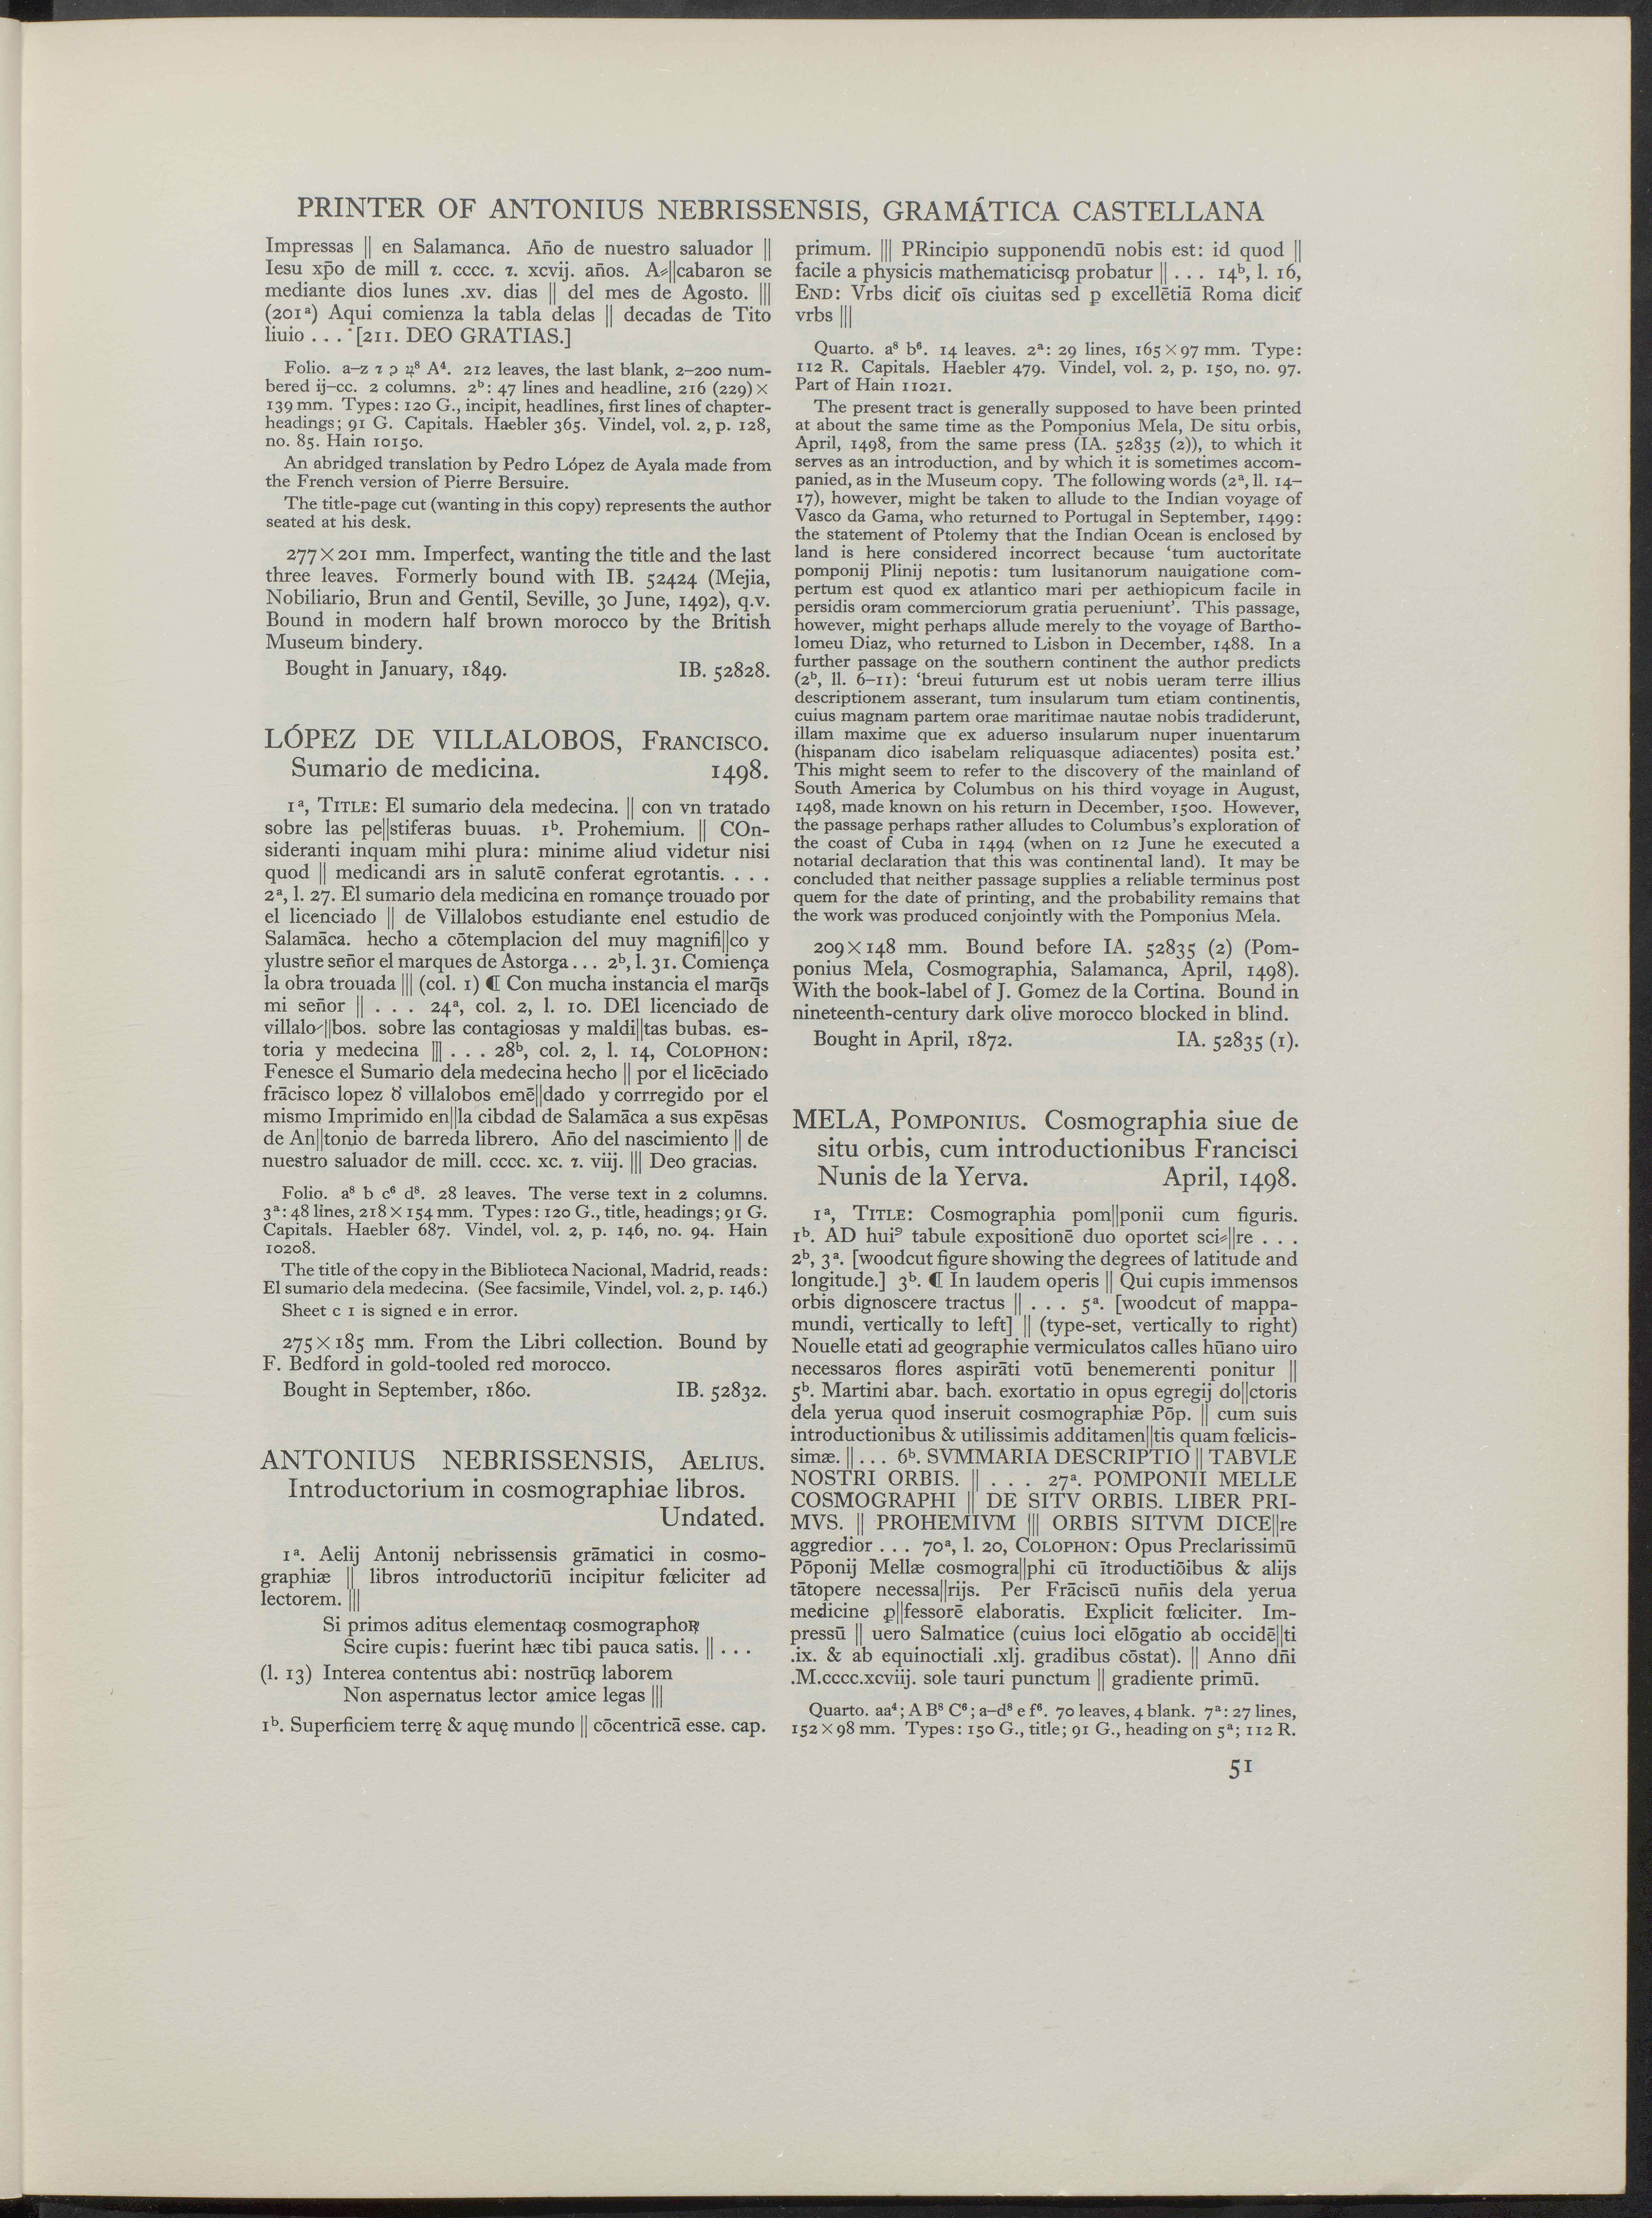 PRINTER OF ANTONIUS NEBRISSENSIS, GRAMÁTICA CASTELLANA
Impressas || en Salamanca. Año de nuestro saluador ||
Iesu xp̄o de mill ⁊. cccc. ⁊. xcvij. años. A⸗||cabaron se
mediante dios lunes .xv. dias || del mes de Agosto. |||
(201ª) Aqui comienza la tabla delas || decadas de Tito
liuio . . . [211. DEO GRATIAS.]
Folio. a–z ⁊ ꝯ ꝝ⁸ A⁴. 212 leaves, the last blank, 2–200 num-
bered ij–cc. 2 columns. 2ᵇ: 47 lines and headline, 216 (229) ×
139 mm. Types: 120 G., incipit, headlines, first lines of chapter-
headings; 91 G. Capitals. Haebler 365. Vindel, vol. 2, p. 128,
no. 85. Hain 10150.
An abridged translation by Pedro López de Ayala made from
the French version of Pierre Bersuire.
The title-page cut (wanting in this copy) represents the author
seated at his desk.
277 × 201 mm. Imperfect, wanting the title and the last
three leaves. Formerly bound with IB. 52424 (Mejia,
Nobiliario, Brun and Gentil, Seville, 30 June, 1492), q.v.
Bound in modern half brown morocco by the British
Museum bindery.
Bought in January, 1849. IB. 52828.
LÓPEZ DE VILLALOBOS, FRANCISCO.
Sumario de medicina. 1498.
1ª, TITLE: El sumario dela medecina. || con vn tratado
sobre las pe||stiferas buuas. 1ᵇ. Prohemium. || COn-
sideranti inquam mihi plura: minime aliud videtur nisi
quod || medicandi ars in salutē conferat egrotantis. . . .
2ª, l. 27. El sumario dela medicina en romançe trouado por
el licenciado || de Villalobos estudiante enel estudio de
Salamāca. hecho a cōtemplacion del muy magnifi||co y
ylustre señor el marques de Astorga . . . 2ᵇ, l. 31. Comiença
la obra trouada ||| (col. 1) ⁋ Con mucha instancia el marq̄s
mi señor || . . . 24ª, col. 2, l. 10. DEl licenciado de
villalo⸗||bos. sobre las contagiosas y maldi||tas bubas. es-
toria y medecina ||| . . . 28ᵇ, col. 2, l. 14, COLOPHON:
Fenesce el Sumario dela medecina hecho || por el licēciado
frācisco lopez ꝺ̓ villalobos emē||dado y corrregido por el
mismo Imprimido en||la cibdad de Salamāca a sus expēsas
de An||tonio de barreda librero. Año del nascimiento || de
nuestro saluador de mill. cccc. xc. ⁊. viij. ||| Deo gracias.
Folio. a⁸ b c⁶ d⁸. 28 leaves. The verse text in 2 columns.
3ª: 48 lines, 218 × 154 mm. Types: 120 G., title, headings; 91 G.
Capitals. Haebler 687. Vindel, vol. 2, p. 146, no. 94. Hain
10208.
The title of the copy in the Biblioteca Nacional, Madrid, reads:
El sumario dela medecina. (See facsimile, Vindel, vol. 2, p. 146.)
Sheet c 1 is signed e in error.
275 × 185 mm. From the Libri collection. Bound by
F. Bedford in gold-tooled red morocco.
Bought in September, 1860. IB. 52832.
ANTONIUS NEBRISSENSIS, AELIUS.
Introductorium in cosmographiae libros.
Undated.
1ª. Aelij Antonij nebrissensis grāmatici in cosmo-
graphiæ || libros introductoriū incipitur fœliciter ad
lectorem. |||
Si primos aditus elementaꝗ cosmographoꝝ
Scire cupis: fuerint hæc tibi pauca satis. || . . .
(l. 13) Interea contentus abi: nostrūꝗ laborem
Non aspernatus lector amice legas |||
1ᵇ. Superficiem terrę & aquę mundo || cōcentricā esse. cap.
primum. ||| PRincipio supponendū nobis est: id quod ||
facile a physicis mathematicisꝗ probatur || . . . 14ᵇ, l. 16,
END: Vrbs dicit̄ oīs ciuitas sed ꝑ excellētiā Roma dicit̄
vrbs |||
Quarto. a⁸ b⁶. 14 leaves. 2ª: 29 lines, 165 × 97 mm. Type:
112 R. Capitals. Haebler 479. Vindel, vol. 2, p. 150, no. 97.
Part of Hain 11021.
The present tract is generally supposed to have been printed
at about the same time as the Pomponius Mela, De situ orbis,
April, 1498, from the same press (IA. 52835 (2)), to which it
serves as an introduction, and by which it is sometimes accom-
panied, as in the Museum copy. The following words (2ª, ll. 14–
17), however, might be taken to allude to the Indian voyage of
Vasco da Gama, who returned to Portugal in September, 1499:
the statement of Ptolemy that the Indian Ocean is enclosed by
land is here considered incorrect because ‘tum auctoritate
pomponij Plinij nepotis: tum lusitanorum nauigatione com-
pertum est quod ex atlantico mari per aethiopicum facile in
persidis oram commerciorum gratia perueniunt’. This passage,
however, might perhaps allude merely to the voyage of Bartho-
lomeu Diaz, who returned to Lisbon in December, 1488. In a
further passage on the southern continent the author predicts
(2ᵇ, ll. 6–11): ‘breui futurum est ut nobis ueram terre illius
descriptionem asserant, tum insularum tum etiam continentis,
cuius magnam partem orae maritimae nautae nobis tradiderunt,
illam maxime que ex aduerso insularum nuper inuentarum
(hispanam dico isabelam reliquasque adiacentes) posita est.’
This might seem to refer to the discovery of the mainland of
South America by Columbus on his third voyage in August,
1498, made known on his return in December, 1500. However,
the passage perhaps rather alludes to Columbus’s exploration of
the coast of Cuba in 1494 (when on 12 June he executed a
notarial declaration that this was continental land). It may be
concluded that neither passage supplies a reliable terminus post
quem for the date of printing, and the probability remains that
the work was produced conjointly with the Pomponius Mela.
209 × 148 mm. Bound before IA. 52835 (2) (Pom-
ponius Mela, Cosmographia, Salamanca, April, 1498).
With the book-label of J. Gomez de la Cortina. Bound in
nineteenth-century dark olive morocco blocked in blind.
Bought in April, 1872. IA. 52835 (1).
MELA, POMPONIUS. Cosmographia siue de
situ orbis, cum introductionibus Francisci
Nunis de la Yerva. April, 1498.
1ª, TITLE: Cosmographia pom||ponii cum figuris.
1ᵇ. AD huiꝰ tabule expositionē duo oportet sci⸗||re . . .
2ᵇ, 3ª. [woodcut figure showing the degrees of latitude and
longitude.] 3ᵇ. ⁋ In laudem operis || Qui cupis immensos
orbis dignoscere tractus || . . . 5ª. [woodcut of mappa-
mundi, vertically to left] || (type-set, vertically to right)
Nouelle etati ad geographie vermiculatos calles hūano uiro
necessaros flores aspirāti votū benemerenti ponitur ||
5ᵇ. Martini abar. bach. exortatio in opus egregij do||ctoris
dela yerua quod inseruit cosmographiæ Pōp. || cum suis
introductionibus & utilissimis additamen||tis quam fœlicis-
simæ. || . . . 6ᵇ. SVMMARIA DESCRIPTIO || TABVLE
NOSTRI ORBIS. || . . . 27ª. POMPONII MELLE
COSMOGRAPHI || DE SITV ORBIS. LIBER PRI-
MVS. || PROHEMIVM ||| ORBIS SITVM DICE||re
aggredior . . . 70ª, l. 20, COLOPHON: Opus Preclarissimū
Pōponij Mellæ cosmogra||phi cū ītroductiōibus & alijs
tātopere necessa||rijs. Per Frāciscū nuñis dela yerua
medicine ꝓ||fessorē elaboratis. Explicit fœliciter. Im-
pressū || uero Salmatice (cuius loci elōgatio ab occidē||ti
.ix. & ab equinoctiali .xlj. gradibus cōstat). || Anno dñi
.M.cccc.xcviij. sole tauri punctum || gradiente primū.
Quarto. aa⁴; A B⁸ C⁶; a–d⁸ e f⁶. 70 leaves, 4 blank. 7ª: 27 lines,
152 × 98 mm. Types: 150 G., title; 91 G., heading on 5ª; 112 R.
51